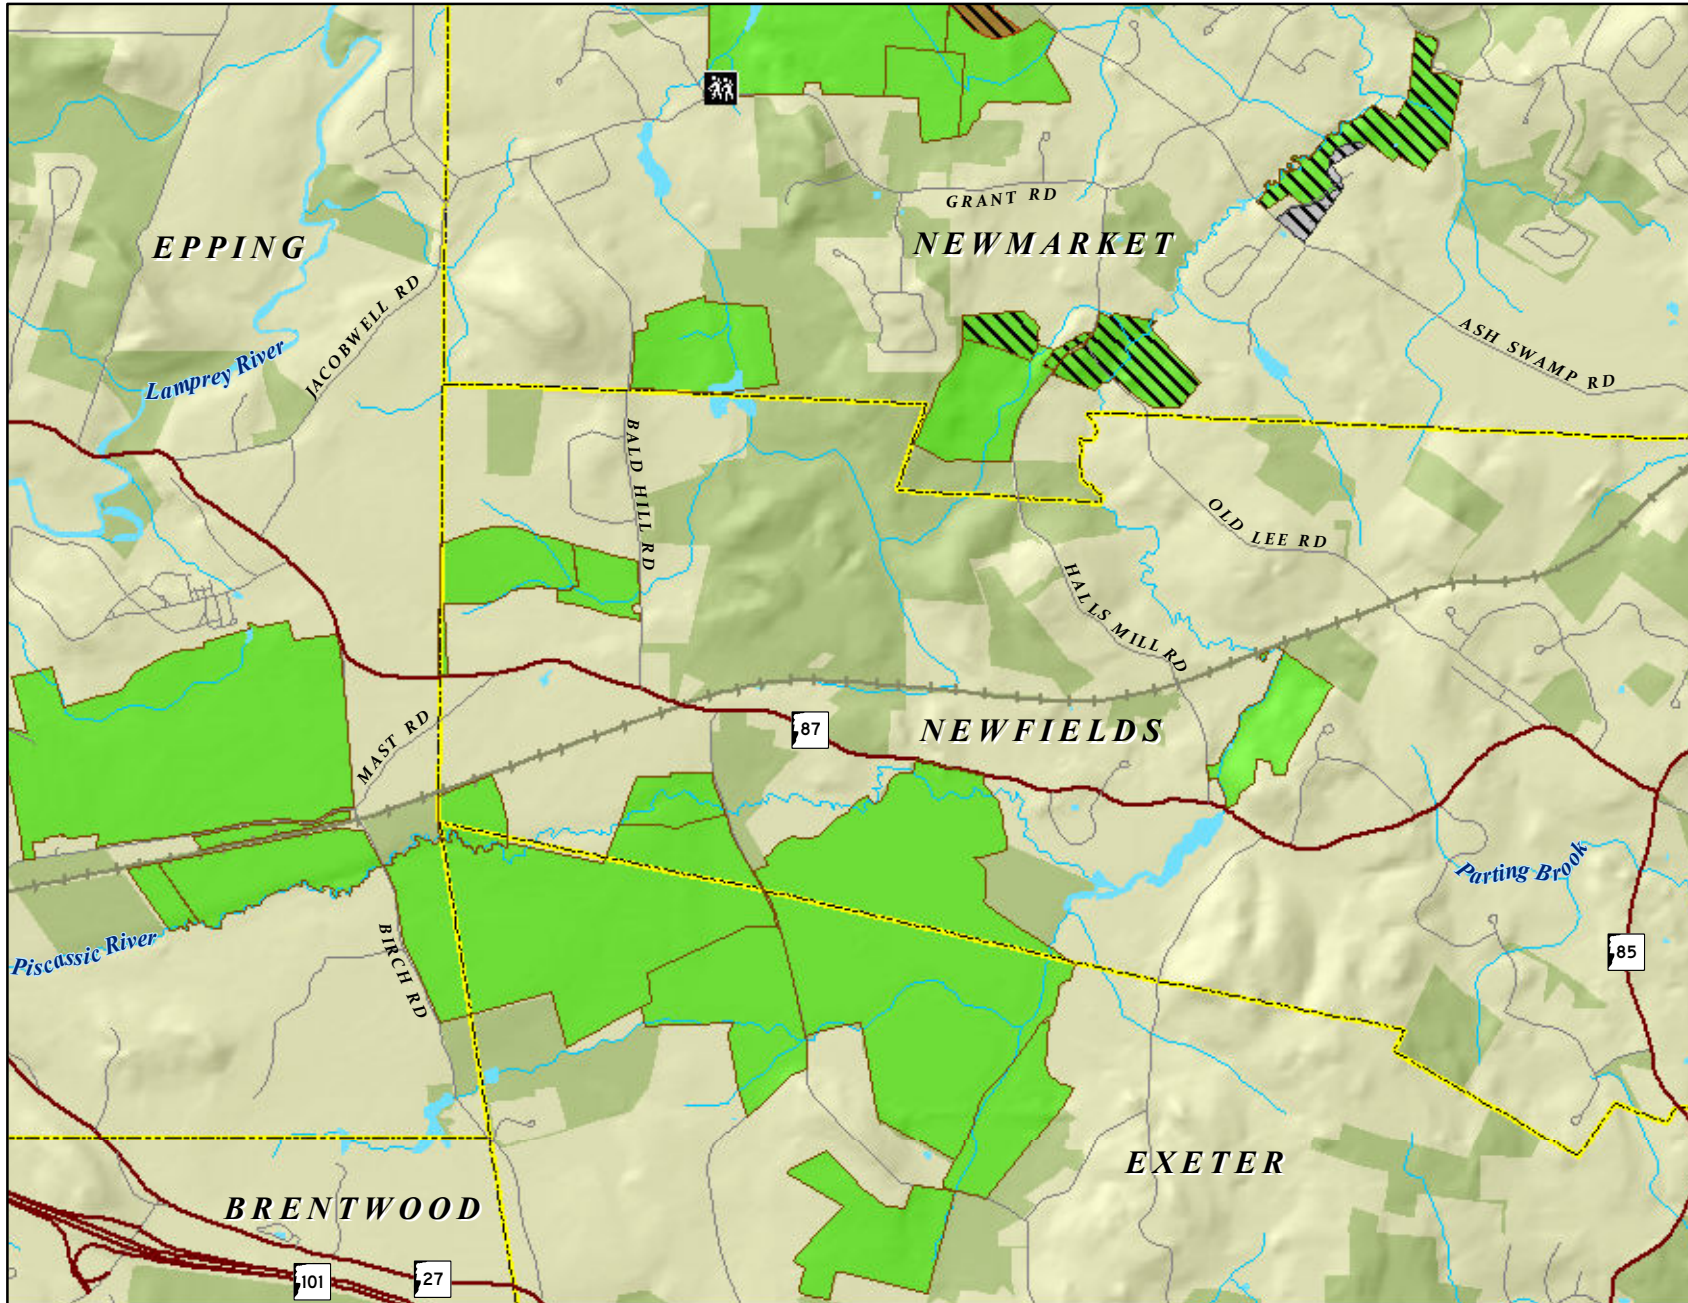 GRANT RD
EPPING
NEWMARKET
JACOBWELL RD
Lamprey River
ASH SWAMP RD
BALD HILL RD
OLD LEE RD
HALLS MILL RD
MAST RD
87
NEWFIELDS
Parting Brook
Piscassic River
BIRCH RD
85
EXETER
BRENTWOOD
101
27